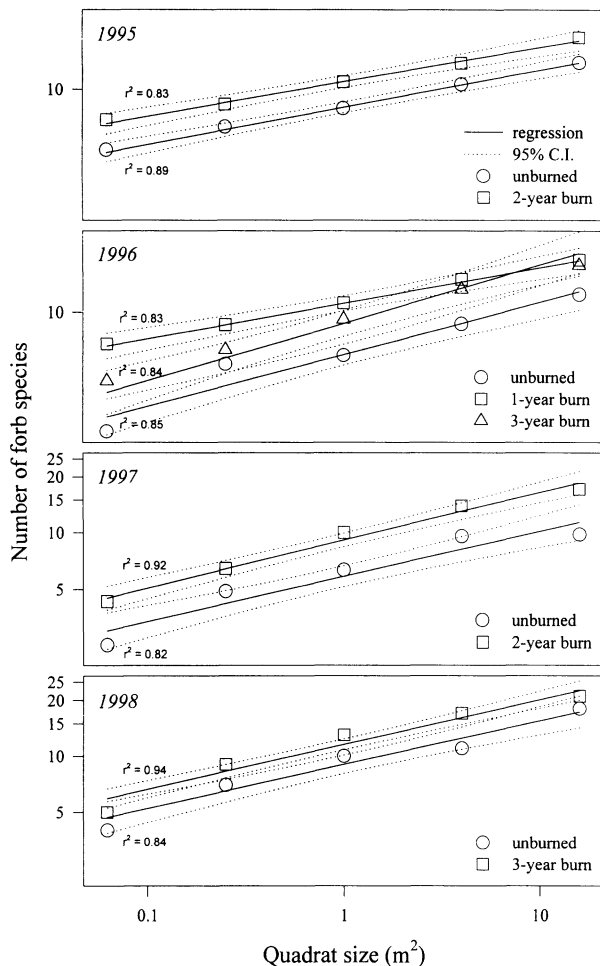 1995
10
r² = 0.83
r² = 0.89
regression
95% C.I.
unburned
2-year burn
1996
10
r² = 0.83
r² = 0.84
r² = 0.85
unburned
1-year burn
3-year burn
Number of forb species
1997
25
20
15
10
5
r² = 0.92
r² = 0.82
unburned
2-year burn
1998
25
20
15
10
5
r² = 0.94
r² = 0.84
unburned
3-year burn
0.1 1 10
Quadrat size (m²)